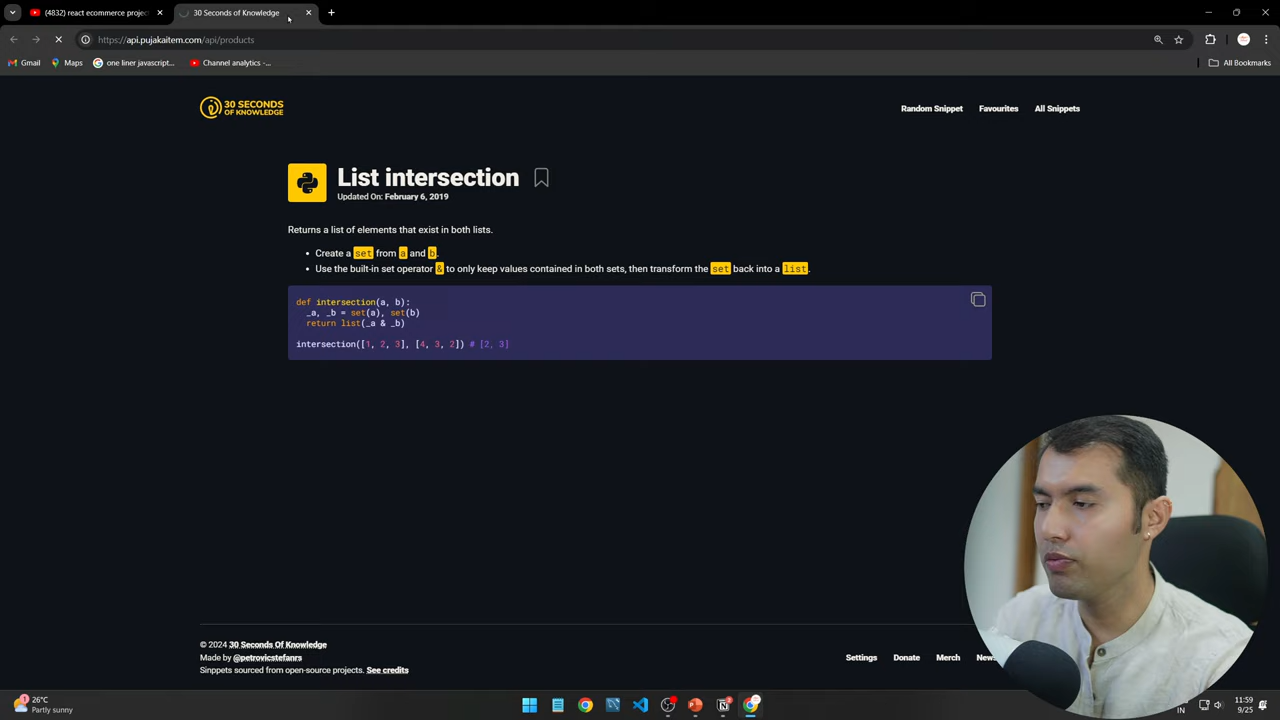 (4832) react ecommerce projec
30 Seconds of Knowledge
https://api.pujakaitem.com/api/products
Gmail
Maps
one liner javascript...
Channel analytics -...
All Bookmarks
30 SECONDS
OF KNOWLEDGE
Random Snippet
Favourites
All Snippets
List intersection
Updated On: February 6, 2019
Returns a list of elements that exist in both lists.
• Create a set from a and b.
• Use the built-in set operator & to only keep values contained in both sets, then transform the set back into a list.
def intersection(a, b):
_a, _b = set(a), set(b)
return list(_a & _b)
intersection([1, 2, 3], [4, 3, 2]) # [2, 3]
© 2024 30 Seconds Of Knowledge
Made by @petrovicstefanrs
Sinppets sourced from open-source projects. See credits
Settings
Donate
Merch
News
26°C
Partly sunny
IN
11:59
9/25